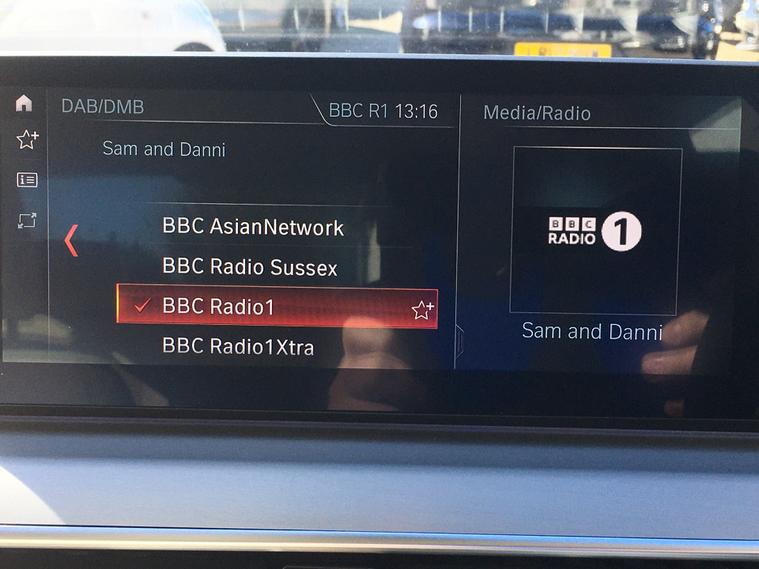 DAB/DMB
BBC R1 13:16
Sam and Danni
BBC AsianNetwork
BBC Radio Sussex
BBC Radio1
BBC Radio1Xtra
Media/Radio
BBC
RADIO 1
Sam and Danni